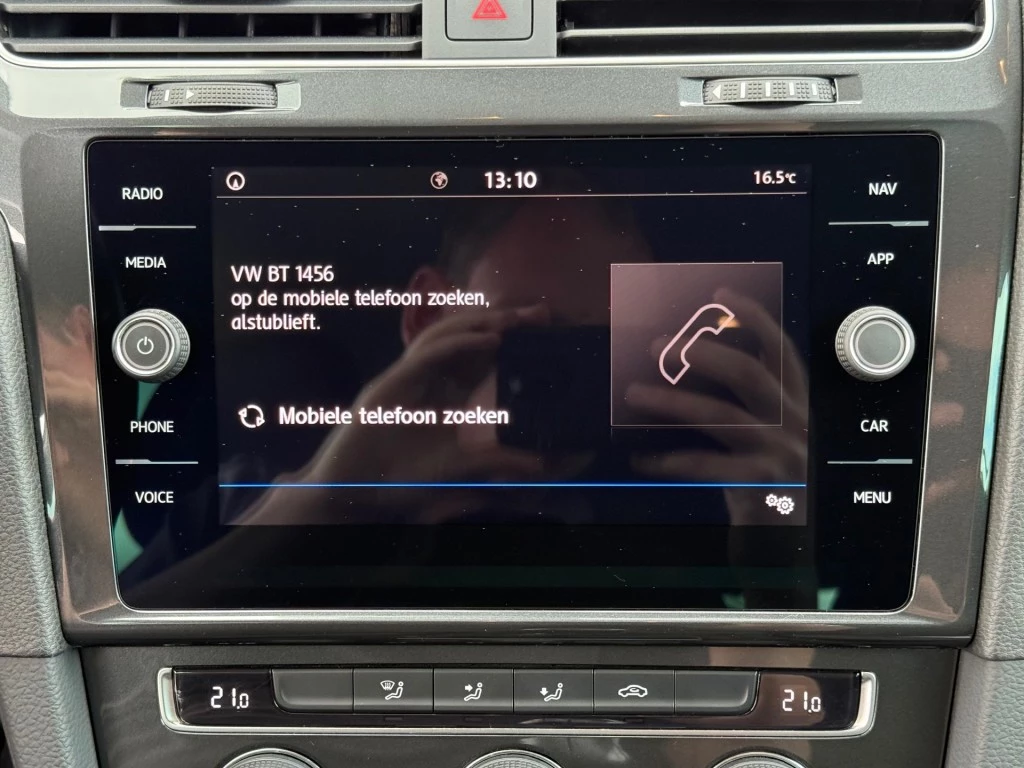 13:10
16.5°C
RADIO
NAV
MEDIA
APP
VW BT 1456
op de mobiele telefoon zoeken,
alstublieft.
Mobiele telefoon zoeken
PHONE
CAR
VOICE
MENU
21.0
21.0